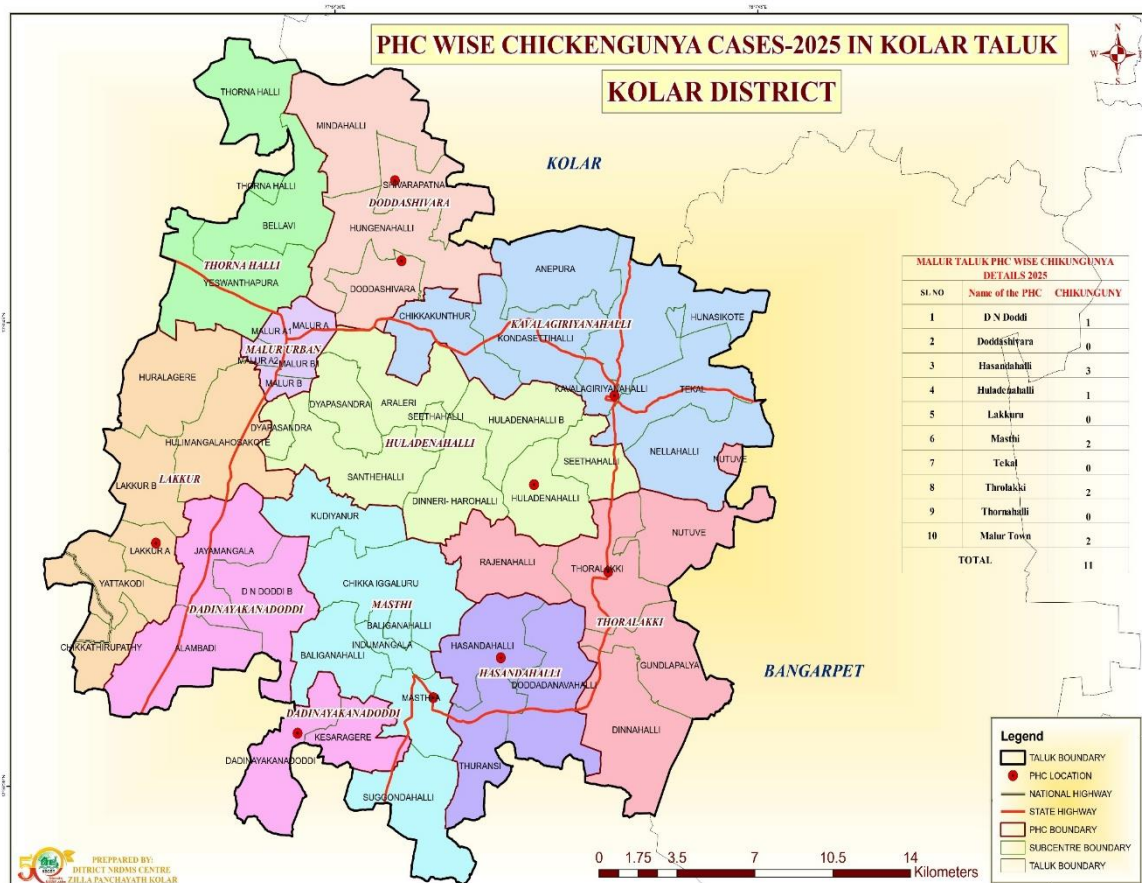 PHC WISE CHICKENGUNYA CASES-2025 IN KOLAR TALUK
KOLAR DISTRICT
N
W
S
KOLAR
BANGARPET
THORNA HALLI
MINDAHALLI
SHIVARAPATNA
DODDASHIVARA
THORNA HALLI
BELLAVI
HUNGENAHALLI
THORNA HALLI
YESWANTHAPURA
DODDASHIVARA
ANEPURA
CHIKKAKUNTHUR
KAVALAGIRIYANAHALLI
HUNASIKOTE
MALUR A
MALUR A1
KONDASETTIHALLI
MALUR URBAN
MALUR A2
MALUR B1
MALUR B
HURALAGERE
KAVALAGIRIYANAHALLI
TEKAL
DYAPASANDRA
ARALERI
SEETHAHALLI
HULADENAHALLI B
DYAPASANDRA
HULIMANGALAHOSAKOTE
HULADENAHALLI
NELLAHALLI
NUTUVE
SEETHAHALLI
LAKKUR
LAKKUR B
SANTHEHALLI
DINNERI- HAROHALLI
HULADENAHALLI
KUDIYANUR
NUTUVE
LAKKUR A
JAYAMANGALA
RAJENAHALLI
THORALAKKI
YATTAKODI
CHIKKA IGGALURU
D N DODDI B
DADINAYAKANADODDI
MASTHI
THORALAKKI
BALIGANAHALLI
CHIKKATHIRUPATHY
ALAMBADI
INDUMANGALA
HASANDAHALLI
BALIGANAHALLI
HASANDAHALLI
GUNDLAPALYA
DODDADANAVAHALLI
MASTHI A
DADINAYAKANADODDI
KESARAGERE
DINNAHALLI
DADINAYAKANADODDI
THURANSI
SUGGONDAHALLI
MALUR TALUK PHC WISE CHIKUNGUNYA
DETAILS 2025
SL NO Name of the PHC CHIKUNGUNY
1 D N Doddi 1
2 Doddashivara 0
3 Hasandahalli 3
4 Huladenahalli 1
5 Lakkuru 0
6 Masthi 2
7 Tekal 0
8 Throlakki 2
9 Thornahalli 0
10 Malur Town 2
TOTAL 11
Legend
TALUK BOUNDARY
PHC LOCATION
NATIONAL HIGHWAY
STATE HIGHWAY
PHC BOUNDARY
SUBCENTRE BOUNDARY
TALUK BOUNDARY
0 1.75 3.5 7 10.5 14
Kilometers
PREPPARED BY:
DITRICT NRDMS CENTRE
ZILLA PANCHAYATH KOLAR